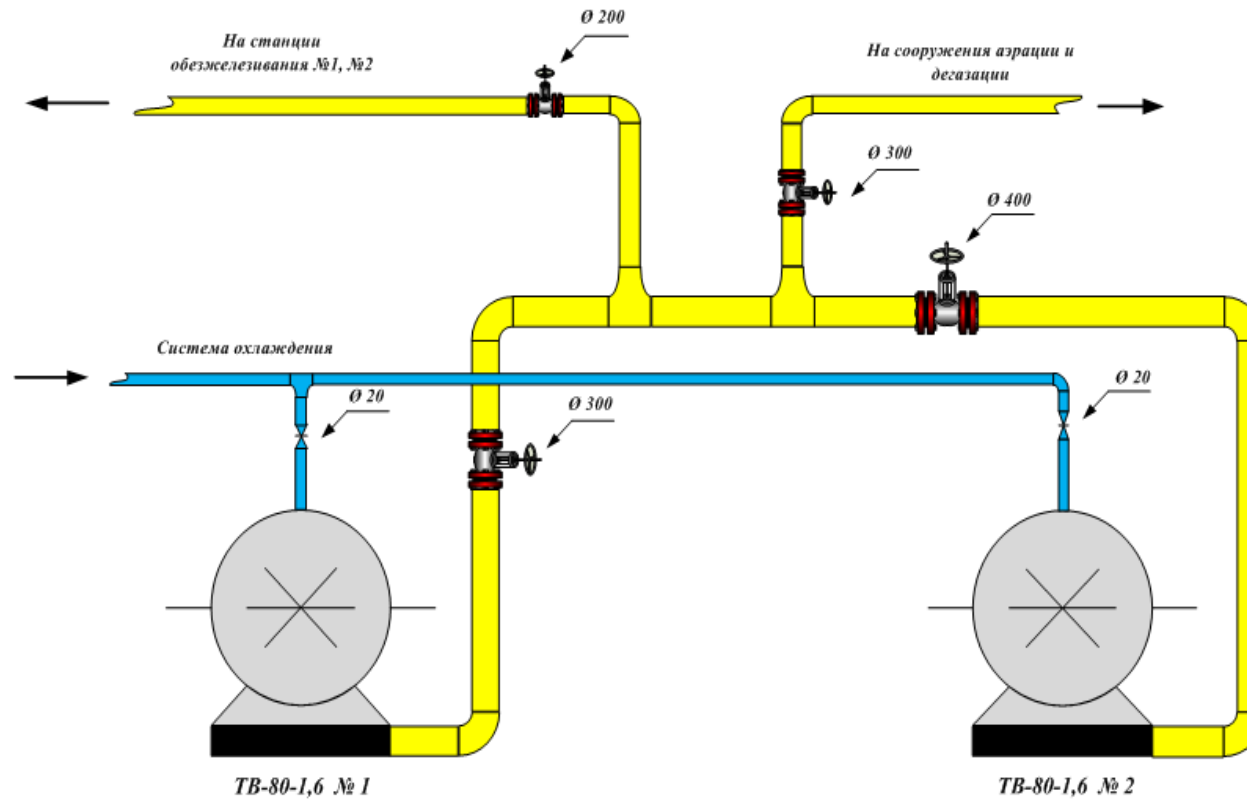 Ø 200
На станции
обезжелезивания №1, №2
На сооружения аэрации и
дегазации
Ø 300
Ø 400
Система охлаждения
Ø 20
Ø 300
Ø 20
ТВ-80-1,6 № 1
ТВ-80-1,6 № 2